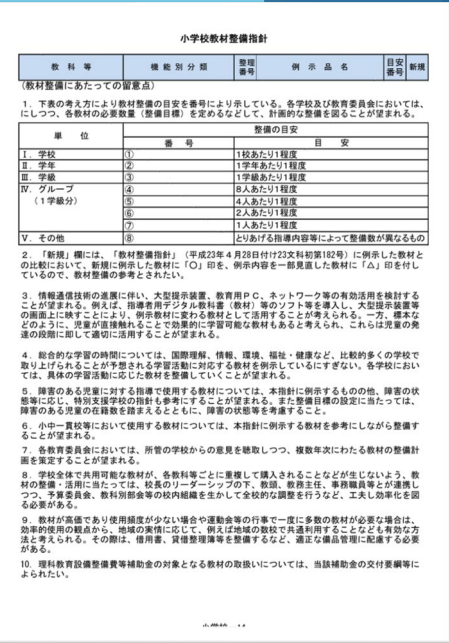 小学校教材整備指針
教科等 機能別分類 整理番号 例示品名 目安番号 新規
(教材整備にあたっての留意点)
1．下表の考え方により教材整備の目安を番号により示している。各学校及び教育委員会においては、
にしつつ、各教材の必要数量（整備目標）を定めるなどして、計画的な整備を図ることが望まれる。
単位 整備の目安
番号 目安
Ⅰ．学校 ① 1校あたり1程度
Ⅱ．学年 ② 1学年あたり1程度
Ⅲ．学級 ③ 1学級あたり1程度
Ⅳ．グループ ④ 8人あたり1程度
（1学級分） ⑤ 4人あたり1程度
⑥ 2人あたり1程度
⑦ 1人あたり1程度
Ⅴ．その他 ⑧ とりあげる指導内容等によって整備数が異なるもの
2．「新規」欄には、「教材整備指針」（平成23年4月28日付け23文科初第182号）に例示した教材と
の比較において、新規に例示した教材に「○」印を、例示内容を一部見直した教材に「△」印を付し
ているので、教材整備の参考とされたい。
3．情報通信技術の進展に伴い、大型提示装置、教育用ＰＣ、ネットワーク等の有効活用を検討する
ことが望まれる。例えば、指導者用デジタル教科書（教材）等のソフト等を導入し、大型提示装置等
の画面上に映すことにより、例示教材に変わる教材として活用することが考えられる。一方、標本な
どのように、児童が直接触れることで効果的に学習可能な教材もあると考えられ、これらは児童の発
達の段階に即して適切に活用することが望まれる。
4．総合的な学習の時間については、国際理解、情報、環境、福祉・健康など、比較的多くの学校で
取り上げられることが予想される学習活動に対応する教材を例示しているにすぎない。各学校におい
ては、具体の学習活動に応じた教材を整備していくことが望まれる。
5．障害のある児童に対する指導で使用する教材については、本指針に例示するものの他、障害の状
態等に応じ、特別支援学校の指針も参考にすることが望まれる。また整備目標の設定に当たっては、
障害のある児童の在籍数を踏まえるとともに、障害の状態等を考慮すること。
6．小中一貫校等において使用する教材については、本指針に例示する教材を参考にしながら整備す
ることが望まれる。
7．各教育委員会においては、所管の学校からの意見を聴取しつつ、複数年次にわたる教材の整備計
画を策定することが望まれる。
8．学校全体で共用可能な教材が、各教科等ごとに重複して購入されることなどが生じないよう、教
材の整備・活用に当たっては、校長のリーダーシップの下、教頭、教務主任、事務職員等とが連携し
つつ、予算委員会、教科別部会等の校内組織を生かして全校的な調整を行うなど、工夫し効率化を図
る必要がある。
9．教材が高価であり使用頻度が少ない場合や運動会等の行事で一度に多数の教材が必要な場合は、
効率的使用の観点から、地域の実情に応じて、例えば地域の数校で共通利用することなども有効な方
法と考えられる。その際は、借用書、貸借整理簿等を整備するなど、適正な備品管理に配慮する必要
がある。
10．理科教育設備整備費等補助金の対象となる教材の取扱いについては、当該補助金の交付要綱等に
よられたい。